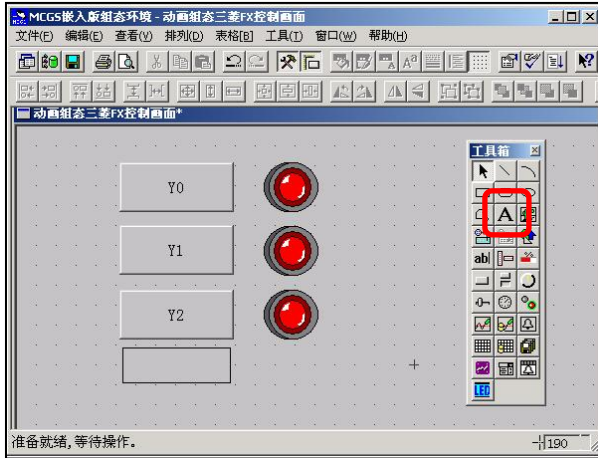 MCGS嵌入版组态环境 - 动画组态三菱FX控制画面
文件(F) 编辑(E) 查看(V) 排列(D) 表格[B] 工具(T) 窗口(W) 帮助(H)
动画组态三菱FX控制画面*
工具箱
Y0
A
Y1
ab|
Y2
LED
准备就绪,等待操作。
190